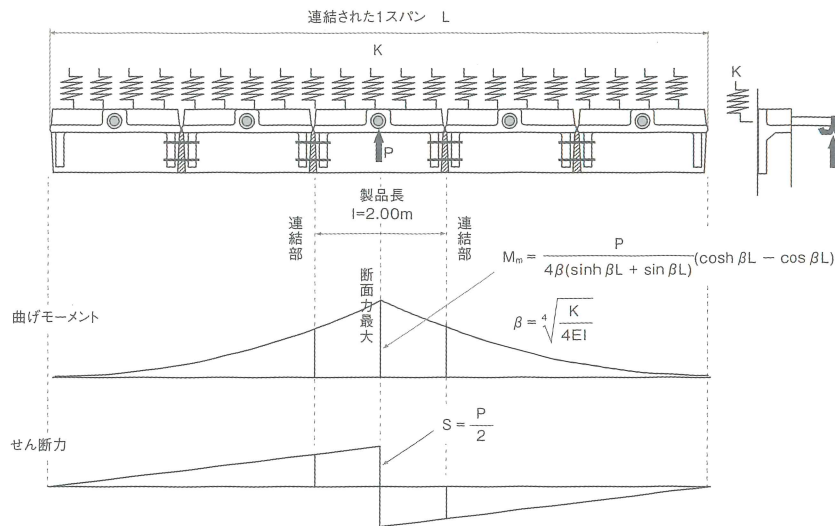 連結された1スパン L
K
K
P
製品長
l=2.00m
連結部
連結部
断面力最大
M_m = P / 4β(sinh βL + sin βL) (cosh βL − cos βL)
β = ⁴√(K / 4EI)
曲げモーメント
せん断力
S = P / 2